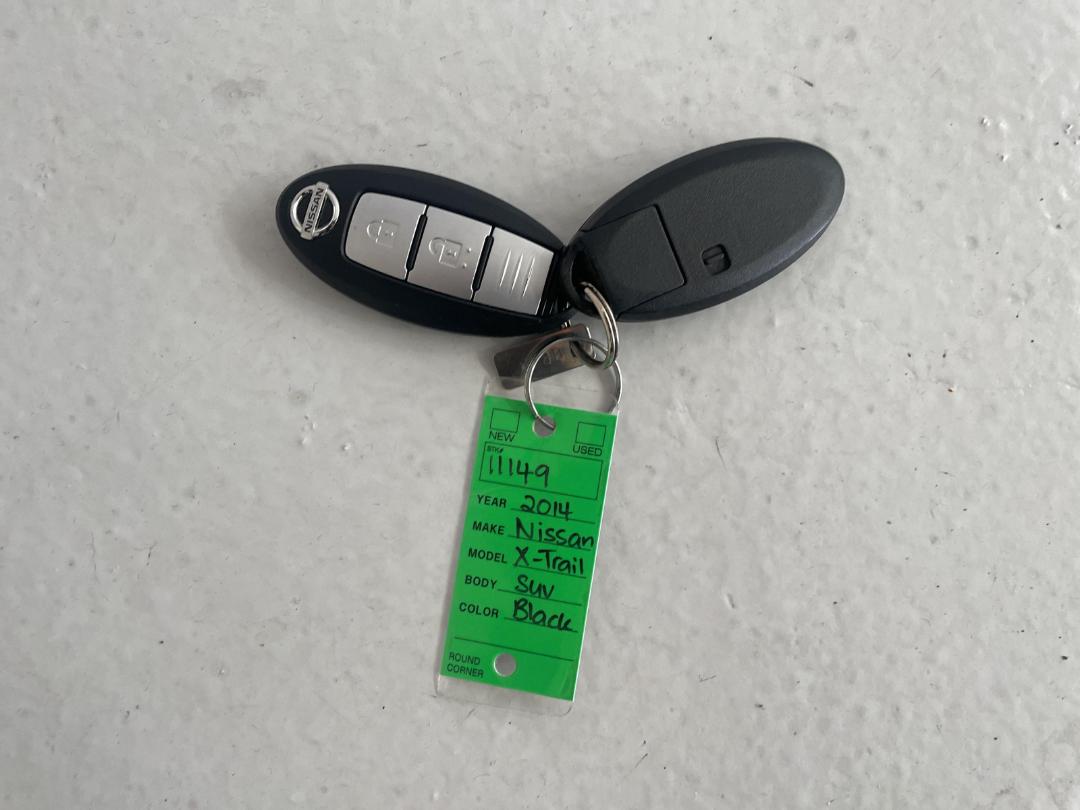 NISSAN
NEW USED
STK#
11149
YEAR 2014
MAKE Nissan
MODEL X-Trail
BODY SUV
COLOR Black
ROUND
CORNER